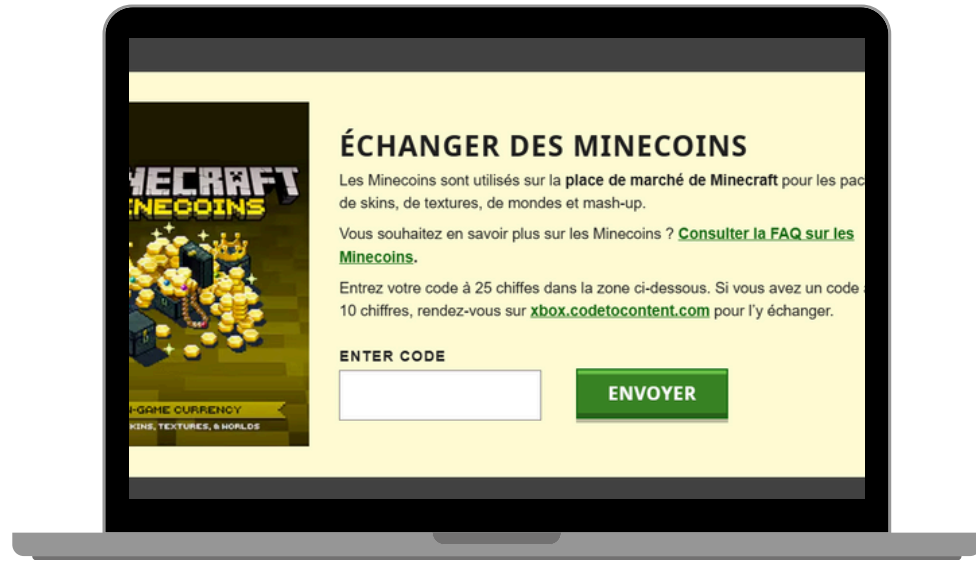 NECRAFT
NECOINS
N-GAME CURRENCY
KINS, TEXTURES, & WORLDS
ÉCHANGER DES MINECOINS
Les Minecoins sont utilisés sur la place de marché de Minecraft pour les pac
de skins, de textures, de mondes et mash-up.
Vous souhaitez en savoir plus sur les Minecoins ? Consulter la FAQ sur les
Minecoins.
Entrez votre code à 25 chiffes dans la zone ci-dessous. Si vous avez un code
10 chiffres, rendez-vous sur xbox.codetocontent.com pour l'y échanger.
ENTER CODE
ENVOYER